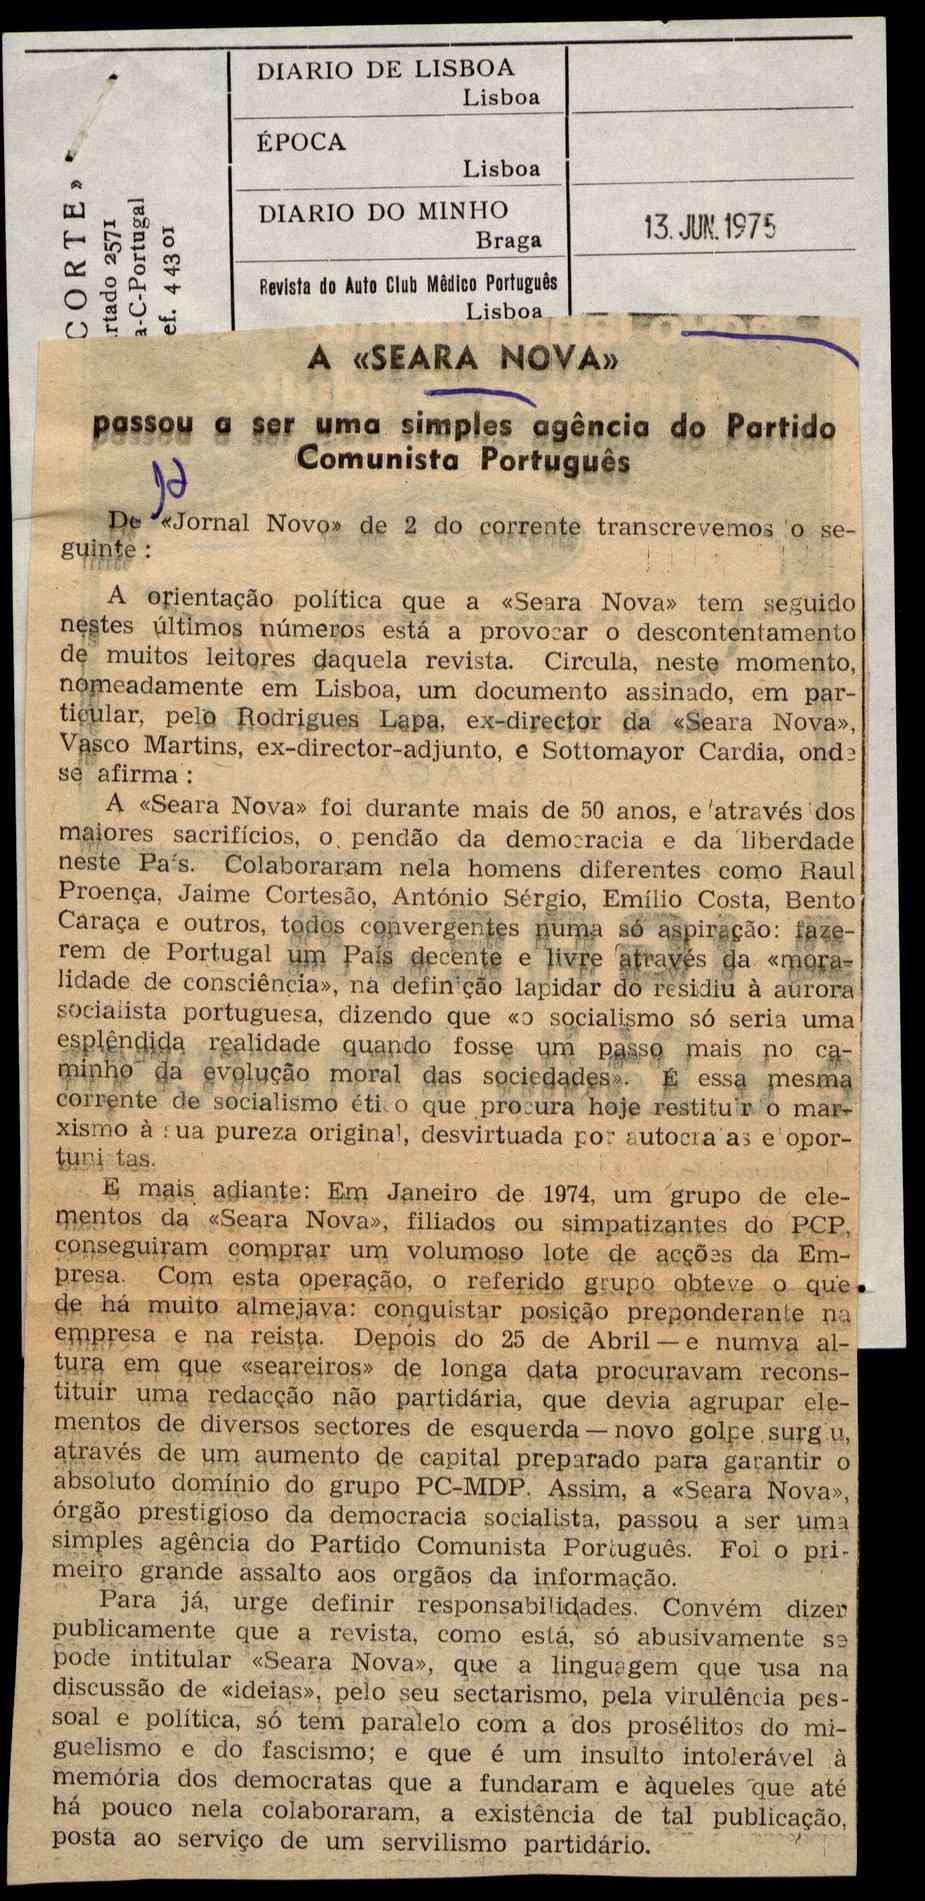 CORTE»
rtado 2571
a-C-Portugal
ef. 4 43 01
DIARIO DE LISBOA
Lisboa
ÉPOCA
Lisboa
DIARIO DO MINHO
Braga
13. JUN. 1975
Revista do Auto Club Mêdico Português
Lisboa
A «SEARA NOVA»
passou a ser uma simples agência do Partido
Comunista Português
De «Jornal Novo» de 2 do corrente transcrevemos o se-
guinte :
A orientação política que a «Seara Nova» tem seguido
nestes últimos números está a provocar o descontentamento
de muitos leitores daquela revista. Circula, neste momento,
nomeadamente em Lisboa, um documento assinado, em par-
ticular, pelo Rodrigues Lapa, ex-director da «Seara Nova»,
Vasco Martins, ex-director-adjunto, e Sottomayor Cardia, onde
se afirma :
A «Seara Nova» foi durante mais de 50 anos, e através dos
maiores sacrifícios, o pendão da democracia e da liberdade
neste País. Colaboraram nela homens diferentes como Raul
Proença, Jaime Cortesão, António Sérgio, Emílio Costa, Bento
Caraça e outros, todos convergentes numa só aspiração: faze-
rem de Portugal um País decente e livre através da «mora-
lidade de consciência», na definição lapidar do residiu à aurora
socialista portuguesa, dizendo que «o socialismo só seria uma
esplêndida realidade quando fosse um passo mais no ca-
minho da evolução moral das sociedades». É essa mesma
corrente de socialismo ético que procura hoje restituir o mar-
xismo à sua pureza original, desvirtuada por autocratas e opor-
tunistas.
E mais adiante: Em Janeiro de 1974, um grupo de ele-
mentos da «Seara Nova», filiados ou simpatizantes do PCP,
conseguiram comprar um volumoso lote de acções da Em-
presa. Com esta operação, o referido grupo obteve o que
de há muito almejava: conquistar posição preponderante na
empresa e na reista. Depois do 25 de Abril — e numva al-
tura em que «seareiros» de longa data procuravam recons-
tituir uma redacção não partidária, que devia agrupar ele-
mentos de diversos sectores de esquerda — novo golpe surgiu,
através de um aumento de capital preparado para garantir o
absoluto domínio do grupo PC-MDP. Assim, a «Seara Nova»,
órgão prestigioso da democracia socialista, passou a ser uma
simples agência do Partido Comunista Português. Foi o pri-
meiro grande assalto aos orgãos da informação.
Para já, urge definir responsabilidades. Convém dizer
publicamente que a revista, como está, só abusivamente se
pode intitular «Seara Nova», que a linguagem que usa na
discussão de «ideias», pelo seu sectarismo, pela virulência pes-
soal e política, só tem paralelo com a dos prosélitos do mi-
guelismo e do fascismo; e que é um insulto intolerável à
memória dos democratas que a fundaram e àqueles que até
há pouco nela colaboraram, a existência de tal publicação,
posta ao serviço de um servilismo partidário.